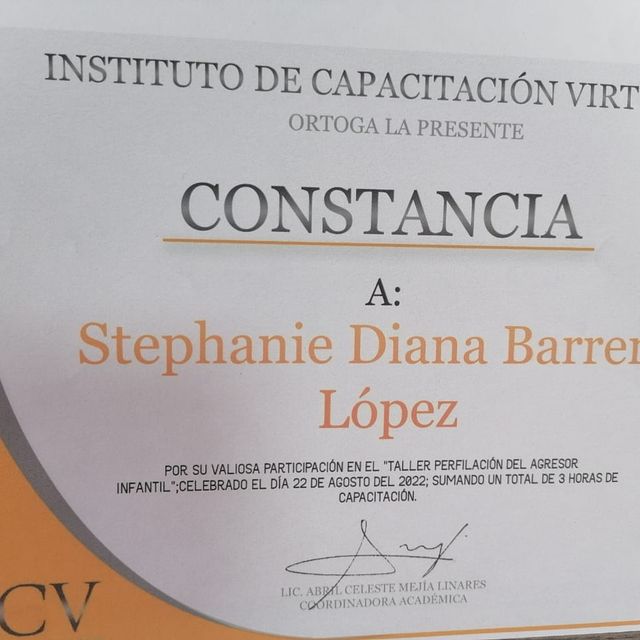 INSTITUTO DE CAPACITACIÓN VIRT
ORTOGA LA PRESENTE
CONSTANCIA
A:
Stephanie Diana Barrer
López
POR SU VALIOSA PARTICIPACIÓN EN EL "TALLER PERFILACIÓN DEL AGRESOR
INFANTIL";CELEBRADO EL DÍA 22 DE AGOSTO DEL 2022; SUMANDO UN TOTAL DE 3 HORAS DE
CAPACITACIÓN.
LIC. ABRIL CELESTE MEJÍA LINARES
COORDINADORA ACADÉMICA
CV